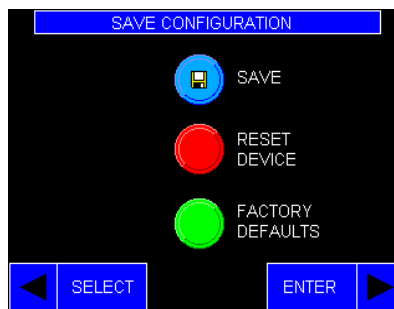 SAVE CONFIGURATION
SAVE
RESET
DEVICE
FACTORY
DEFAULTS
SELECT
ENTER